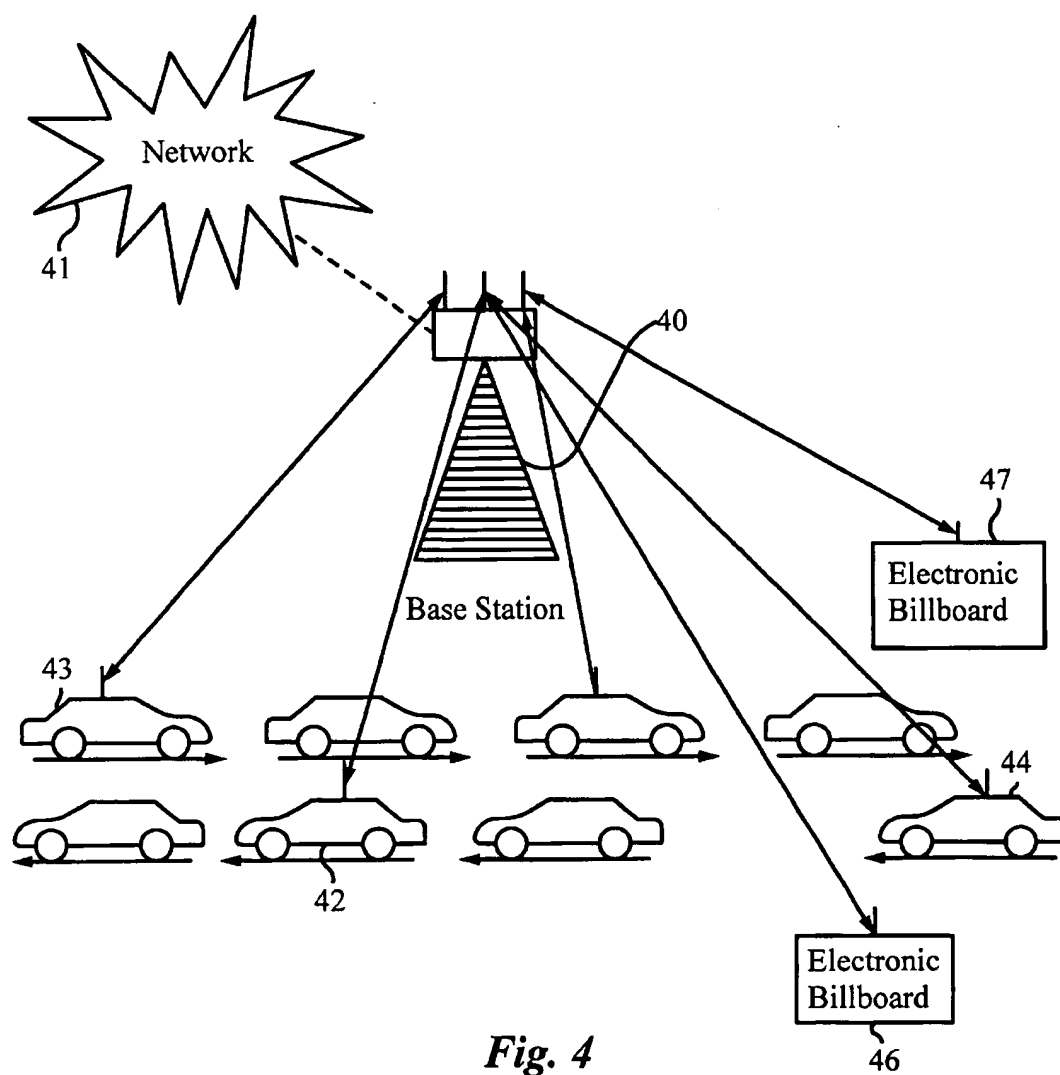 Network
41
40
47
Electronic
Billboard
Base Station
43
44
42
Electronic
Billboard
46
Fig. 4